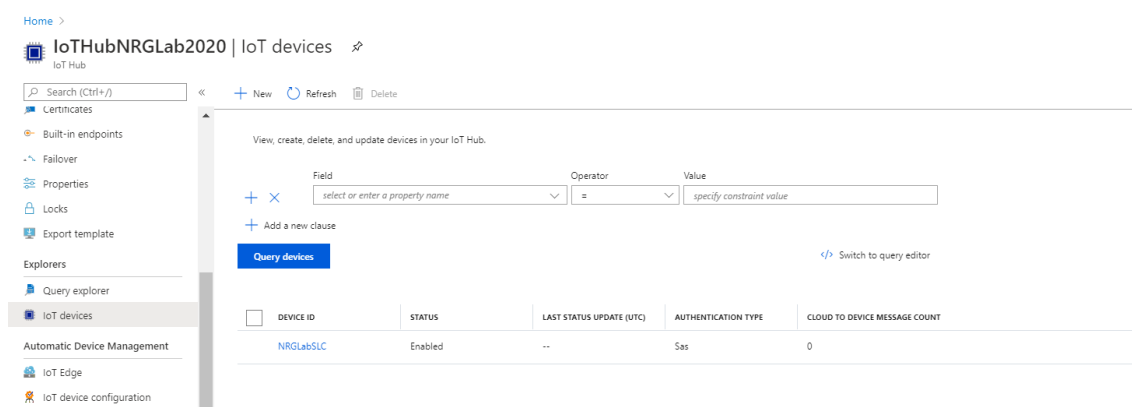 Home >
IoTHubNRGLab2020 | IoT devices
IoT Hub
Search (Ctrl+/)
«
New
Refresh
Delete
Certificates
Built-in endpoints
Failover
Properties
Locks
Export template
Explorers
Query explorer
IoT devices
Automatic Device Management
IoT Edge
IoT device configuration
View, create, delete, and update devices in your IoT Hub.
Field Operator Value
select or enter a property name = specify constraint value
Add a new clause
Query devices
</> Switch to query editor
DEVICE ID STATUS LAST STATUS UPDATE (UTC) AUTHENTICATION TYPE CLOUD TO DEVICE MESSAGE COUNT
NRGLabSLC Enabled -- Sas 0